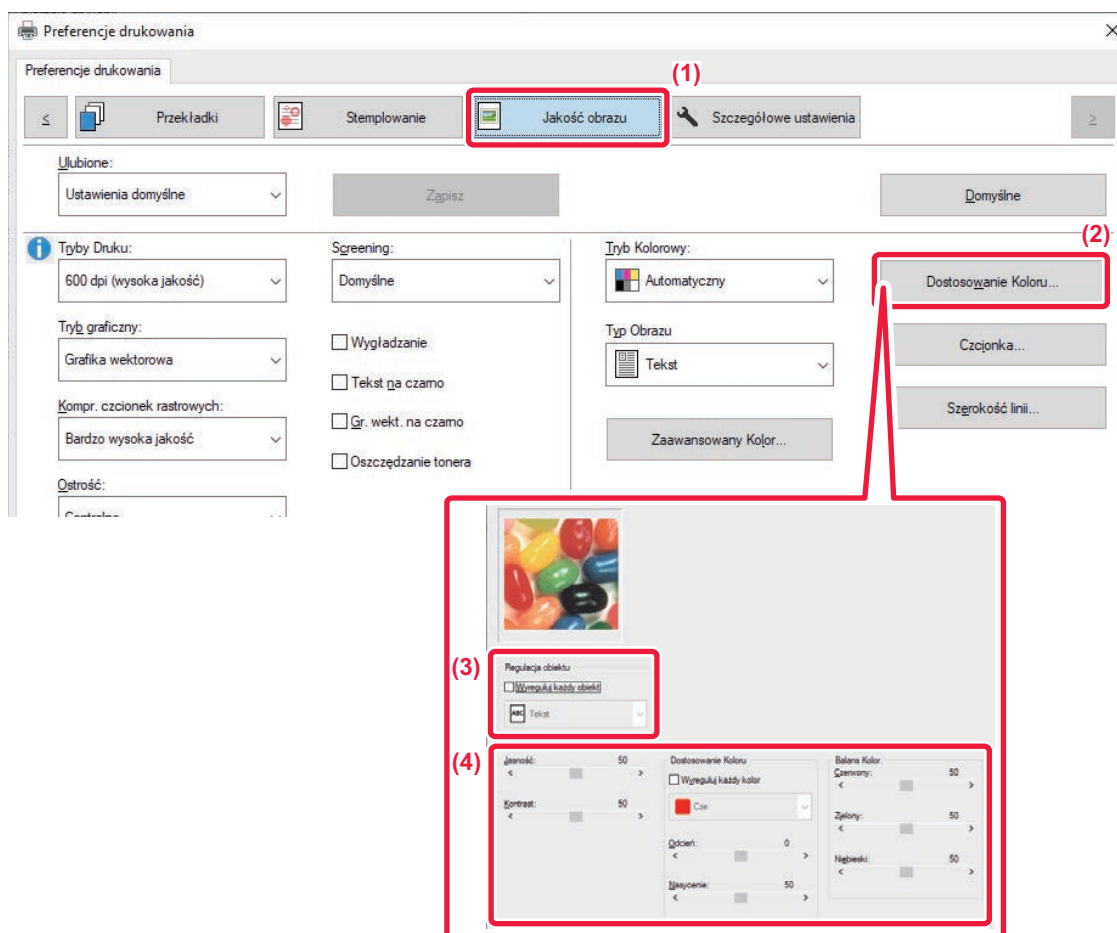 Preferencje drukowania
Preferencje drukowania
(1)
Przekładki
Stemplowanie
Jakość obrazu
Szczegółowe ustawienia
Ulubione:
Ustawienia domyślne
Zapisz
Domyślne
(2)
Tryby Druku:
600 dpi (wysoka jakość)
Screening:
Domyślne
Tryb Kolorowy:
Automatyczny
Dostosowanie Koloru...
Tryb graficzny:
Grafika wektorowa
Wygładzanie
Tekst na czarno
Typ Obrazu
Tekst
Czcionka...
Kompr. czcionek rastrowych:
Bardzo wysoka jakość
Gr. wekt. na czarno
Oszczędzanie tonera
Zaawansowany Kolor...
Szerokość linii...
Ostrość:
(3)
Regulacja obiektu
Wyreguluj każdy obiekt
ABC Tekst
(4)
Jasność: 50
Kontrast: 50
Dostosowanie Koloru
Wyreguluj każdy kolor
Cze
Odcień: 0
Nasycenie: 50
Balans Kolor.
Czerwony: 50
Zielony: 50
Niebieski: 50